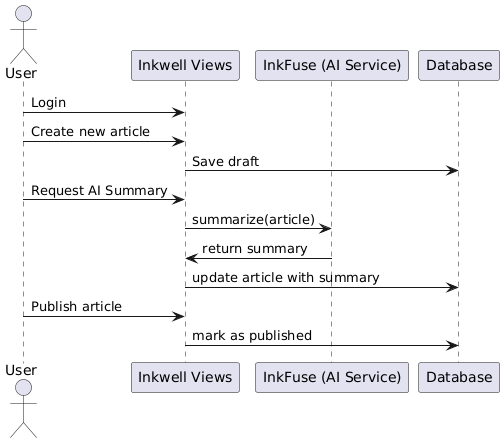 User
Inkwell Views
InkFuse (AI Service)
Database
Login
Create new article
Save draft
Request AI Summary
summarize(article)
return summary
update article with summary
Publish article
mark as published
User
Inkwell Views
InkFuse (AI Service)
Database